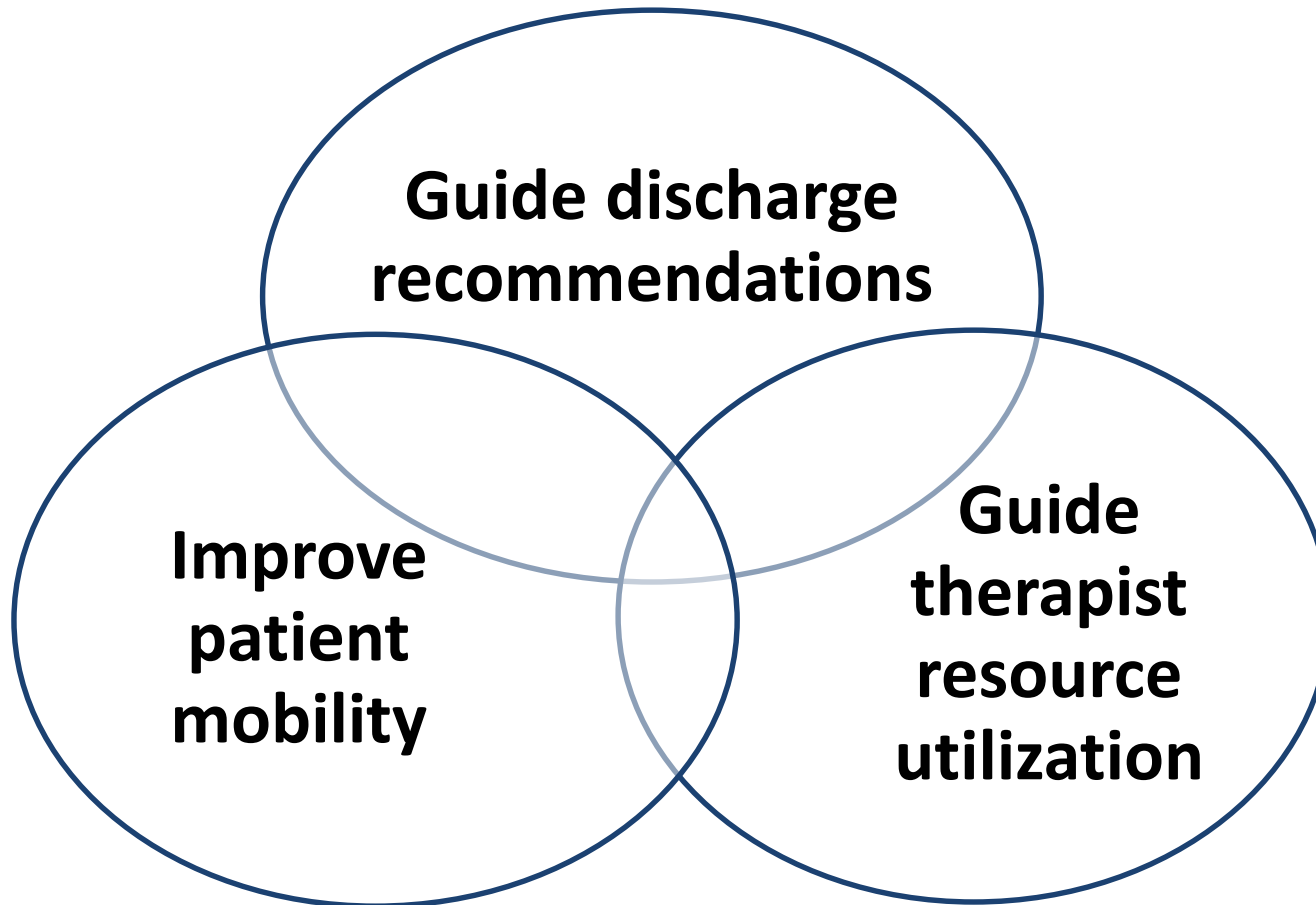 Guide discharge
recommendations
Improve
patient
mobility
Guide
therapist
resource
utilization